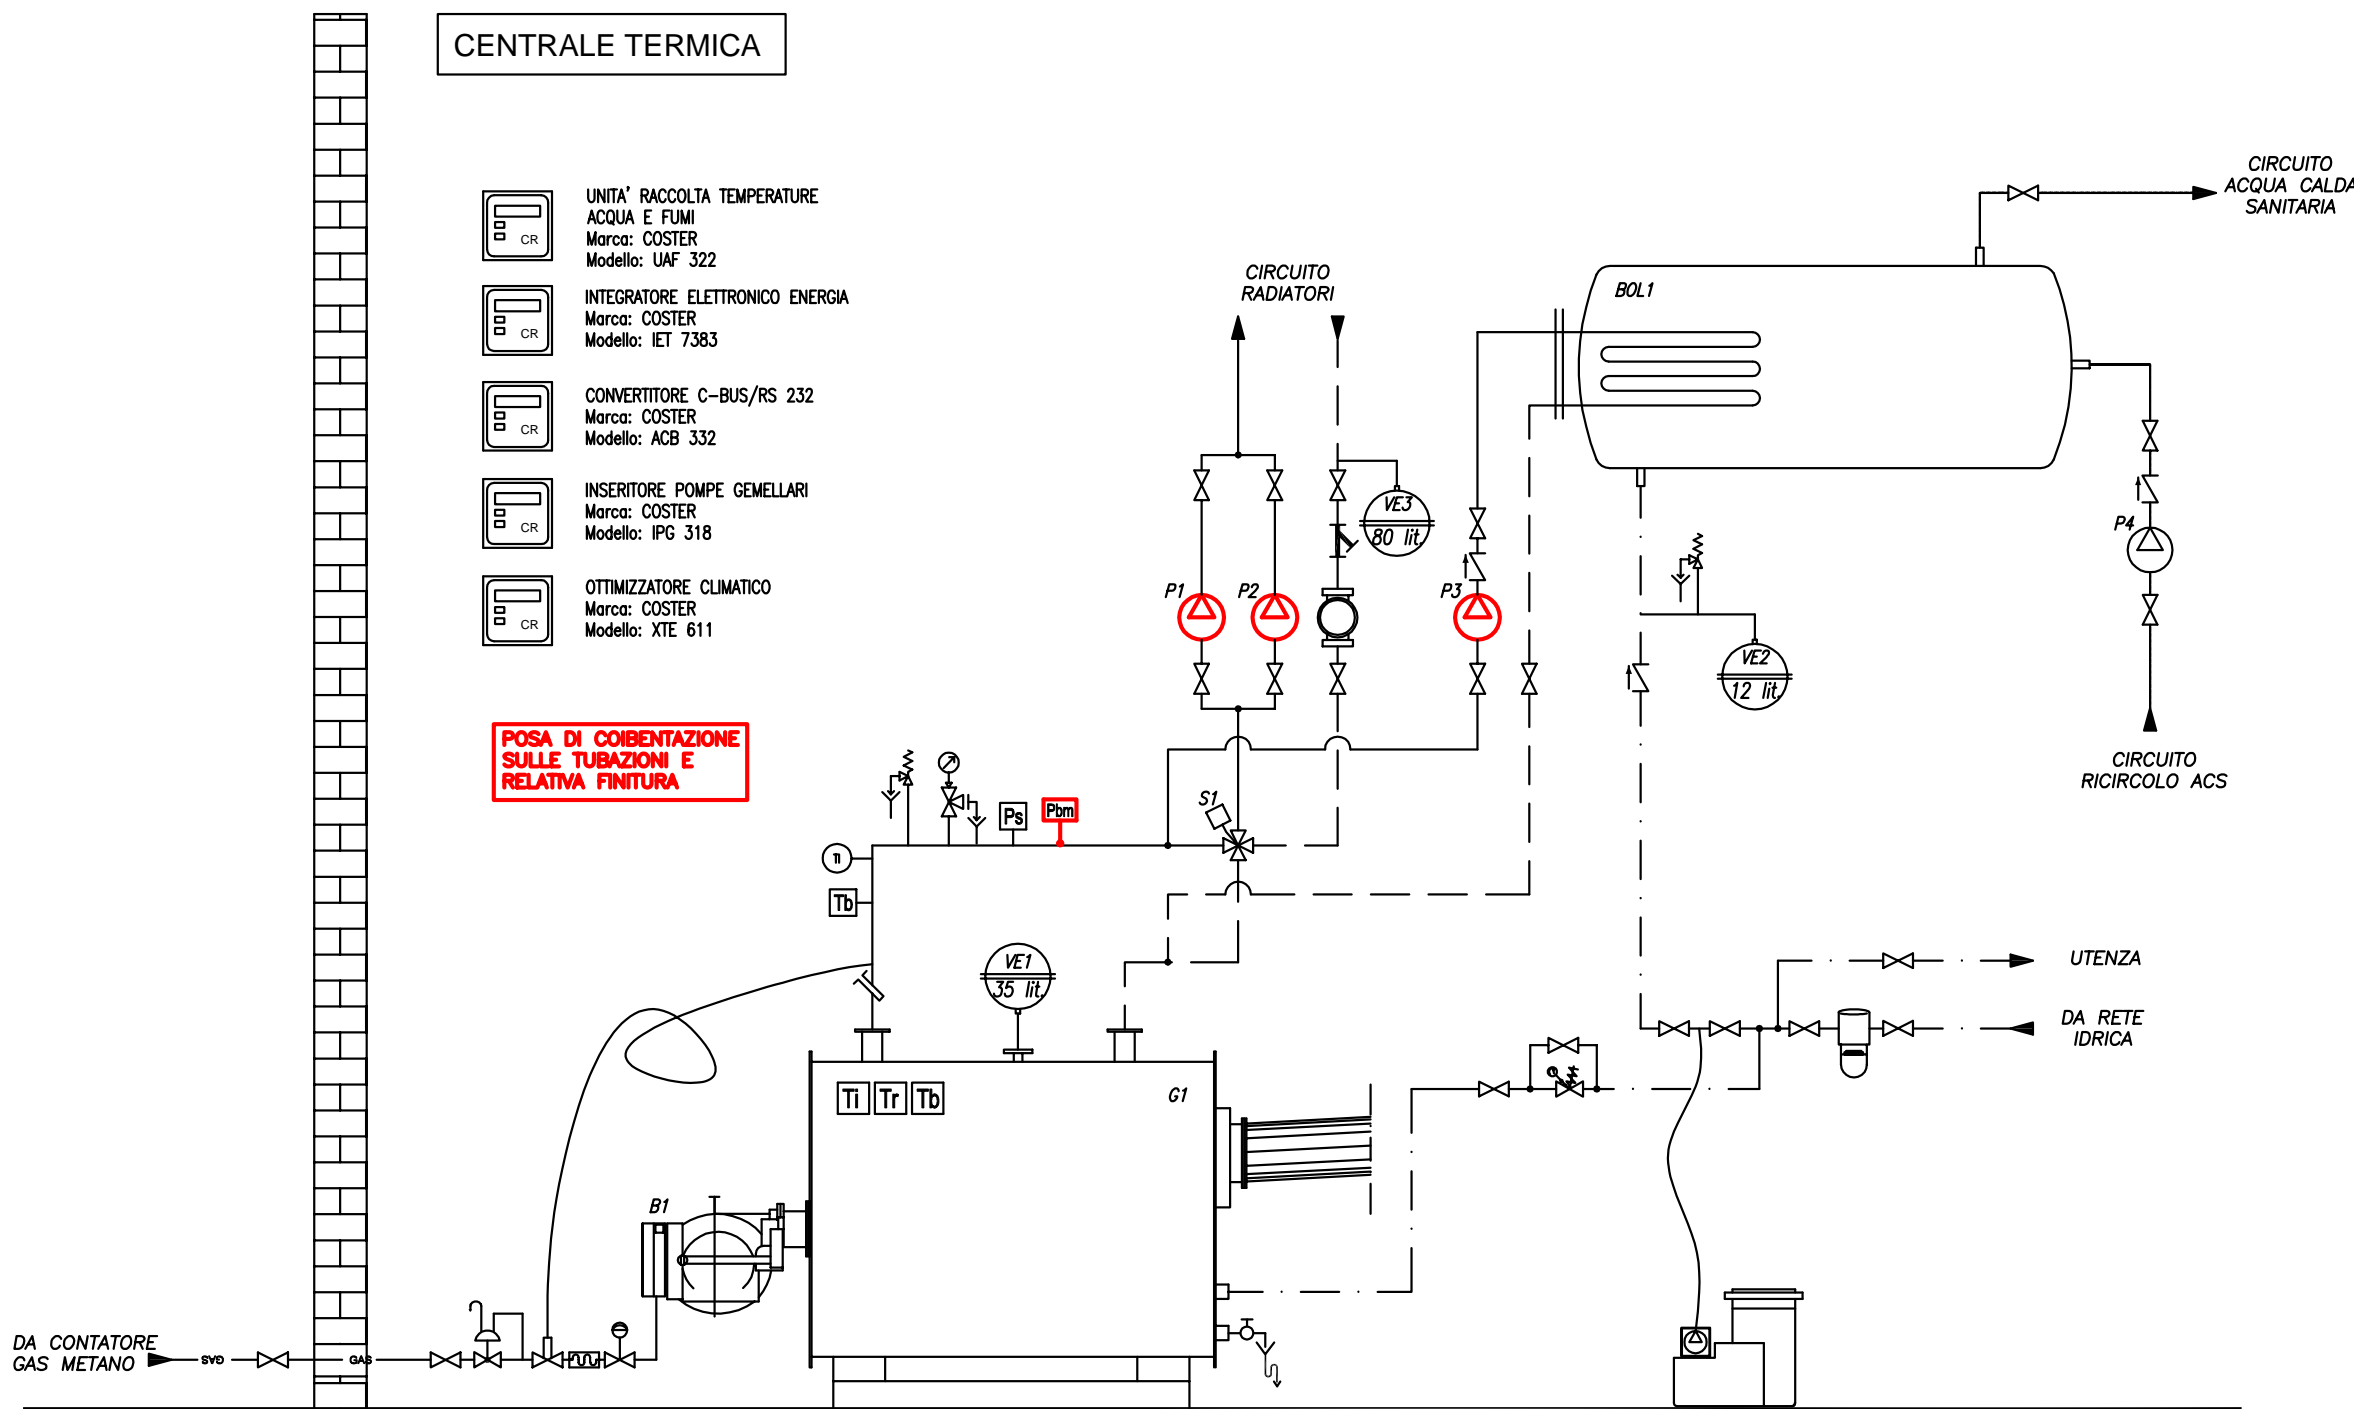 CENTRALE TERMICA
CR
UNITA' RACCOLTA TEMPERATURE
ACQUA E FUMI
Marca: COSTER
Modello: UAF 322
CR
INTEGRATORE ELETTRONICO ENERGIA
Marca: COSTER
Modello: IET 7383
CR
CONVERTITORE C-BUS/RS 232
Marca: COSTER
Modello: ACB 332
CR
INSERITORE POMPE GEMELLARI
Marca: COSTER
Modello: IPG 318
CR
OTTIMIZZATORE CLIMATICO
Marca: COSTER
Modello: XTE 611
POSA DI COIBENTAZIONE
SULLE TUBAZIONI E
RELATIVA FINITURA
CIRCUITO
ACQUA CALDA
SANITARIA
CIRCUITO
RADIATORI
BOL1
VE3
80 lit.
P1
P2
P3
P4
VE2
12 lit.
CIRCUITO
RICIRCOLO ACS
S1
Ps
Pbm
TI
Tb
VE1
35 lit.
UTENZA
DA RETE
IDRICA
Ti
Tr
Tb
G1
B1
DA CONTATORE
GAS METANO
GAS
GAS